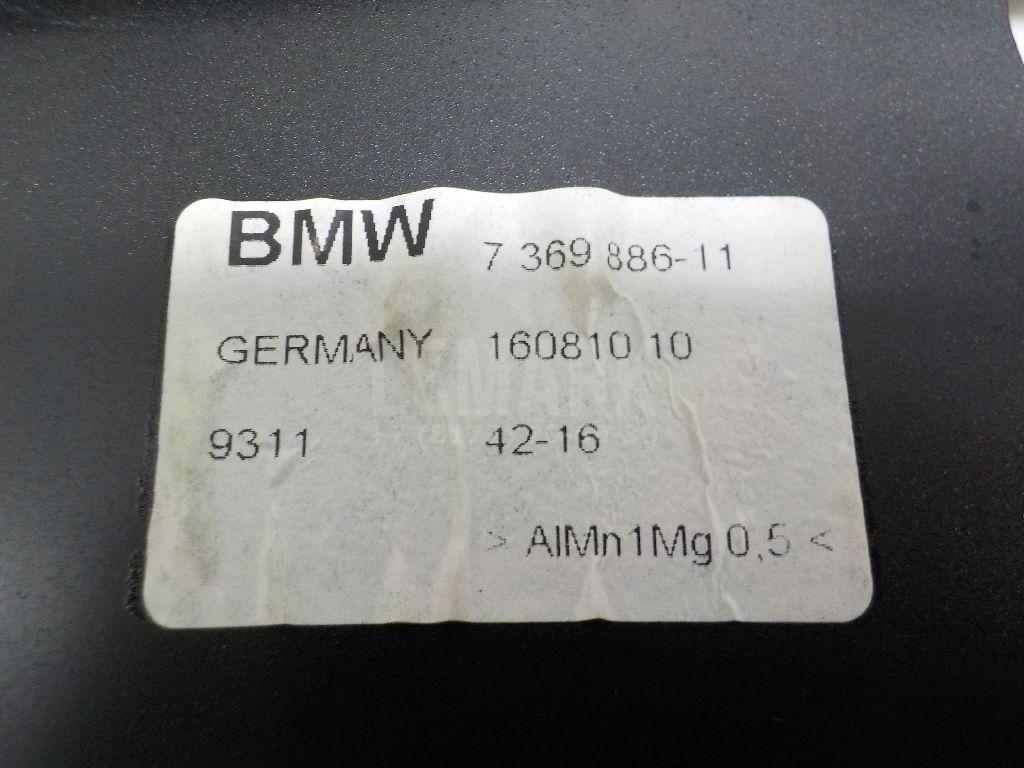 BMW 7 369 886-11
GERMANY 160810 10
9311 42-16
> AlMn1Mg 0,5 <